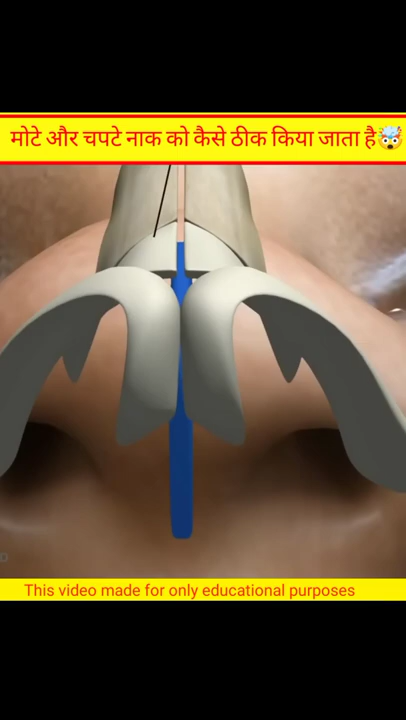 मोटे और चपटे नाक को कैसे ठीक किया जाता है🤯
This video made for only educational purposes